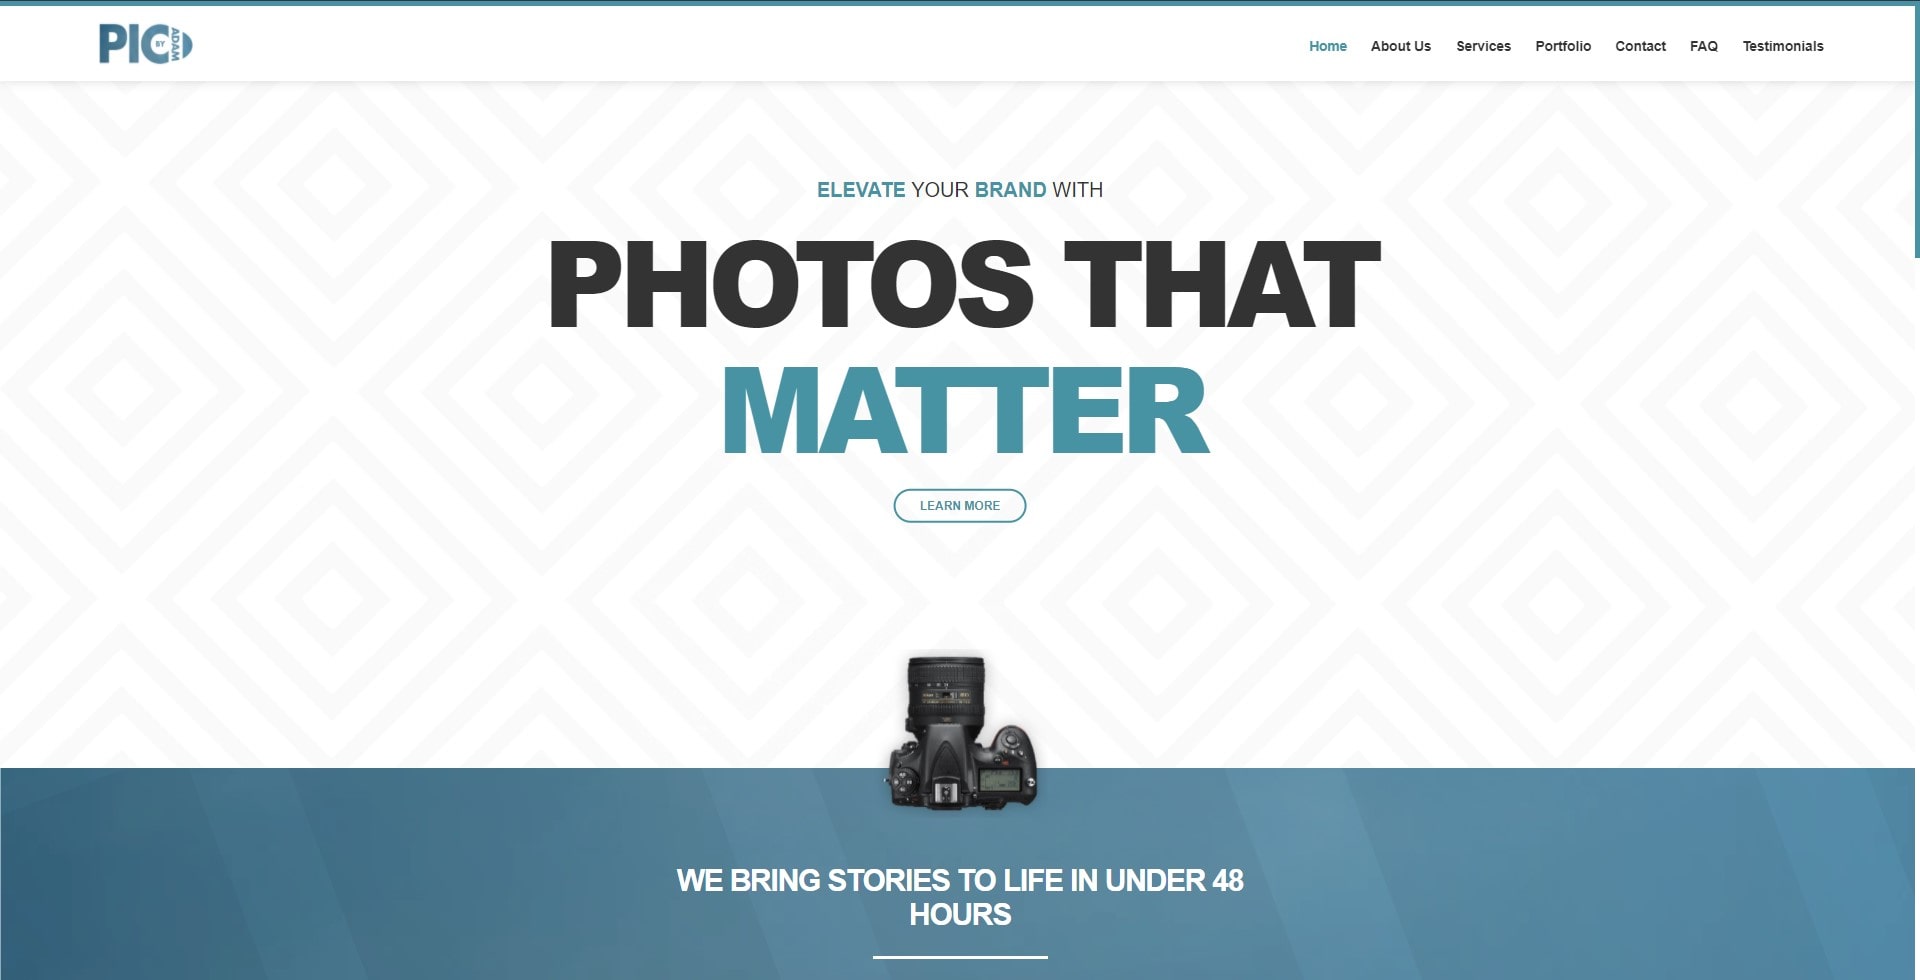 PIC BY ADAM
Home About Us Services Portfolio Contact FAQ Testimonials
ELEVATE YOUR BRAND WITH
PHOTOS THAT
MATTER
LEARN MORE
WE BRING STORIES TO LIFE IN UNDER 48
HOURS